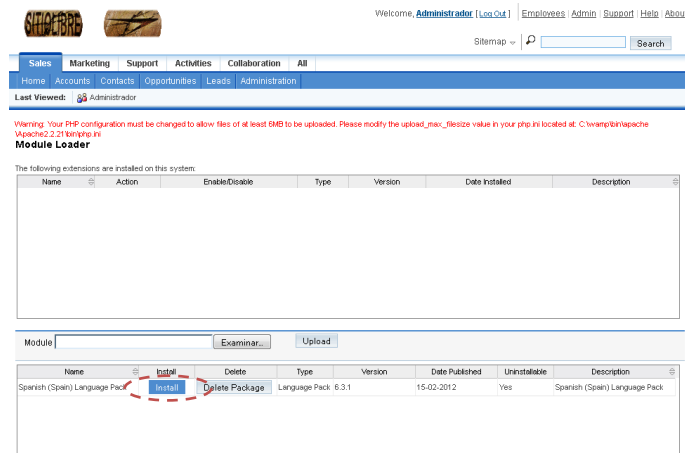 SITIOLIBRE
Welcome, Administrador [ Log Out ] Employees | Admin | Support | Help | Abou
Sitemap Search
Sales Marketing Support Activities Collaboration All
Home Accounts Contacts Opportunities Leads Administration
Last Viewed: Administrador
Warning: Your PHP configuration must be changed to allow files of at least 6MB to be uploaded. Please modify the upload_max_filesize value in your php.ini located at: C:\wamp\bin\apache
\Apache2.2.21\bin\php.ini
Module Loader
The following extensions are installed on this system:
Name Action Enable/Disable Type Version Date Installed Description
Module Examinar... Upload
Name Install Delete Type Version Date Published Uninstallable Description
Spanish (Spain) Language Pack Install Delete Package Language Pack 6.3.1 15-02-2012 Yes Spanish (Spain) Language Pack